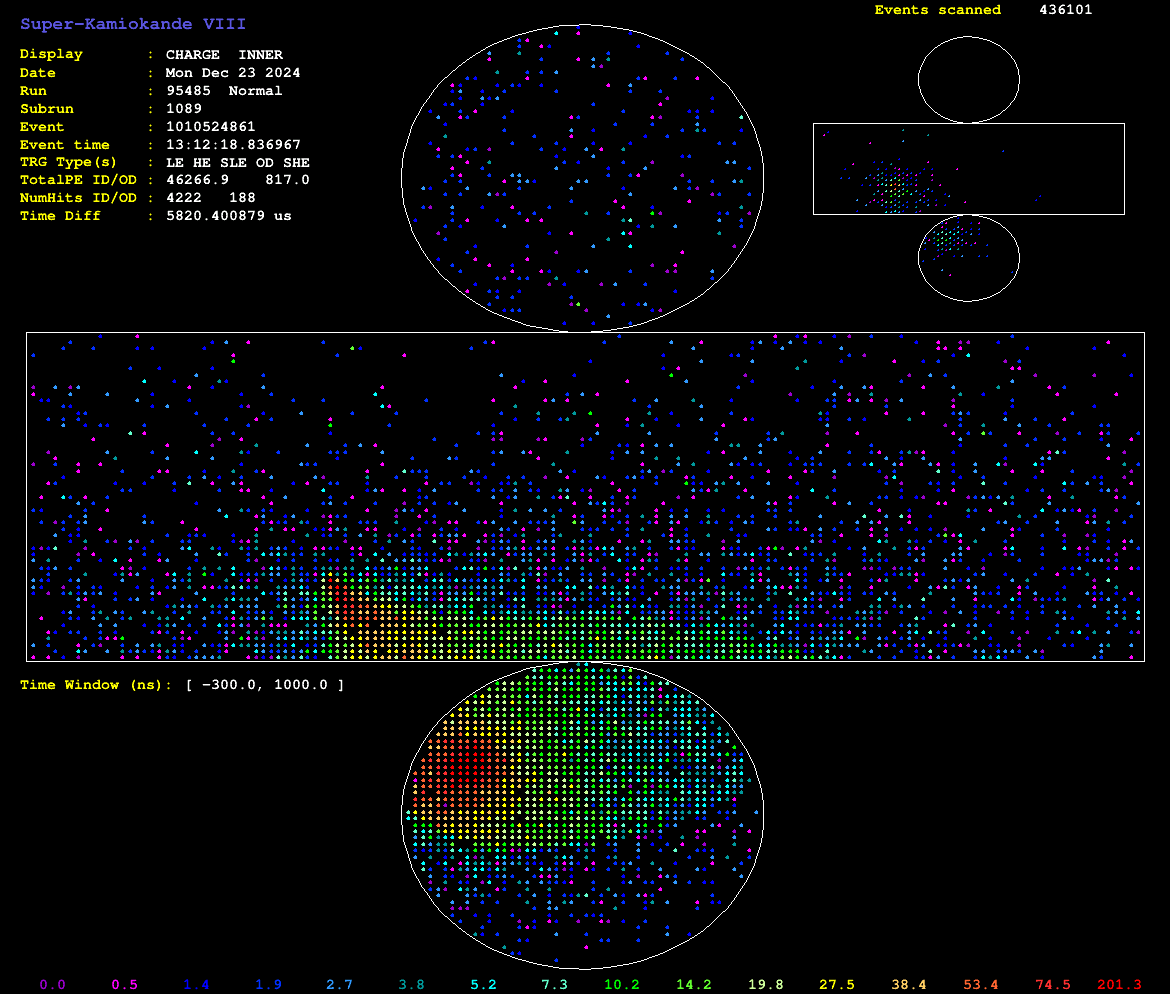 Super-Kamiokande VIII
Events scanned 436101
Display : CHARGE INNER
Date : Mon Dec 23 2024
Run : 95485 Normal
Subrun : 1089
Event : 1010524861
Event time : 13:12:18.836967
TRG Type(s) : LE HE SLE OD SHE
TotalPE ID/OD : 46266.9 817.0
NumHits ID/OD : 4222 188
Time Diff : 5820.400879 us
Time Window (ns): [ -300.0, 1000.0 ]
0.0 0.5 1.4 1.9 2.7 3.8 5.2 7.3 10.2 14.2 19.8 27.5 38.4 53.4 74.5 201.3